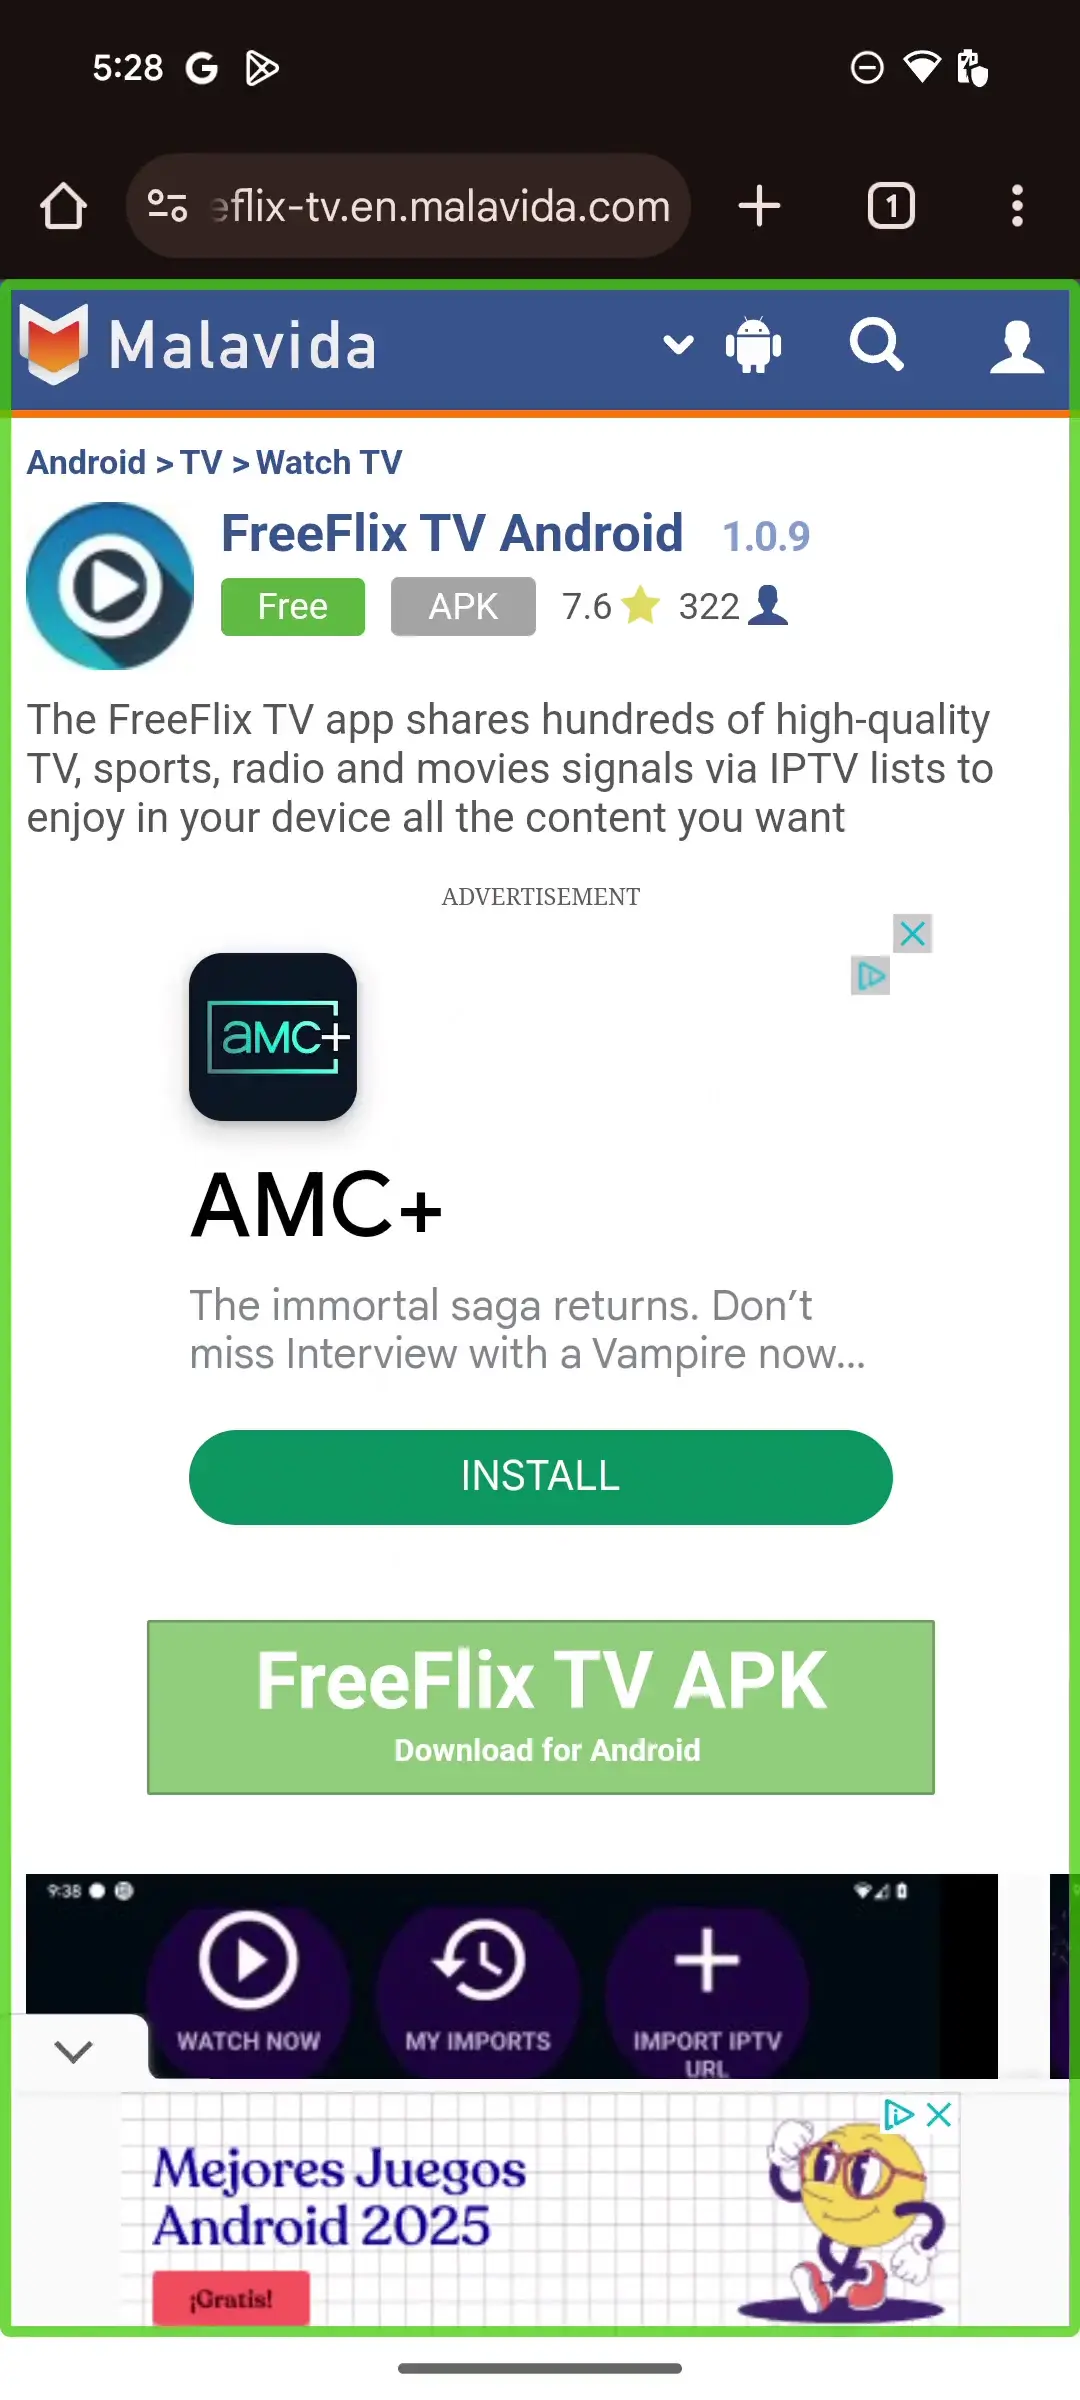 5:28
eflix-tv.en.malavida.com
1
Malavida
Android > TV > Watch TV
FreeFlix TV Android 1.0.9
Free APK 7.6 322
The FreeFlix TV app shares hundreds of high-quality
TV, sports, radio and movies signals via IPTV lists to
enjoy in your device all the content you want
ADVERTISEMENT
aMC+
AMC+
The immortal saga returns. Don’t
miss Interview with a Vampire now...
INSTALL
FreeFlix TV APK
Download for Android
9:38
WATCH NOW MY IMPORTS IMPORT IPTV
URL
Mejores Juegos
Android 2025
¡Gratis!